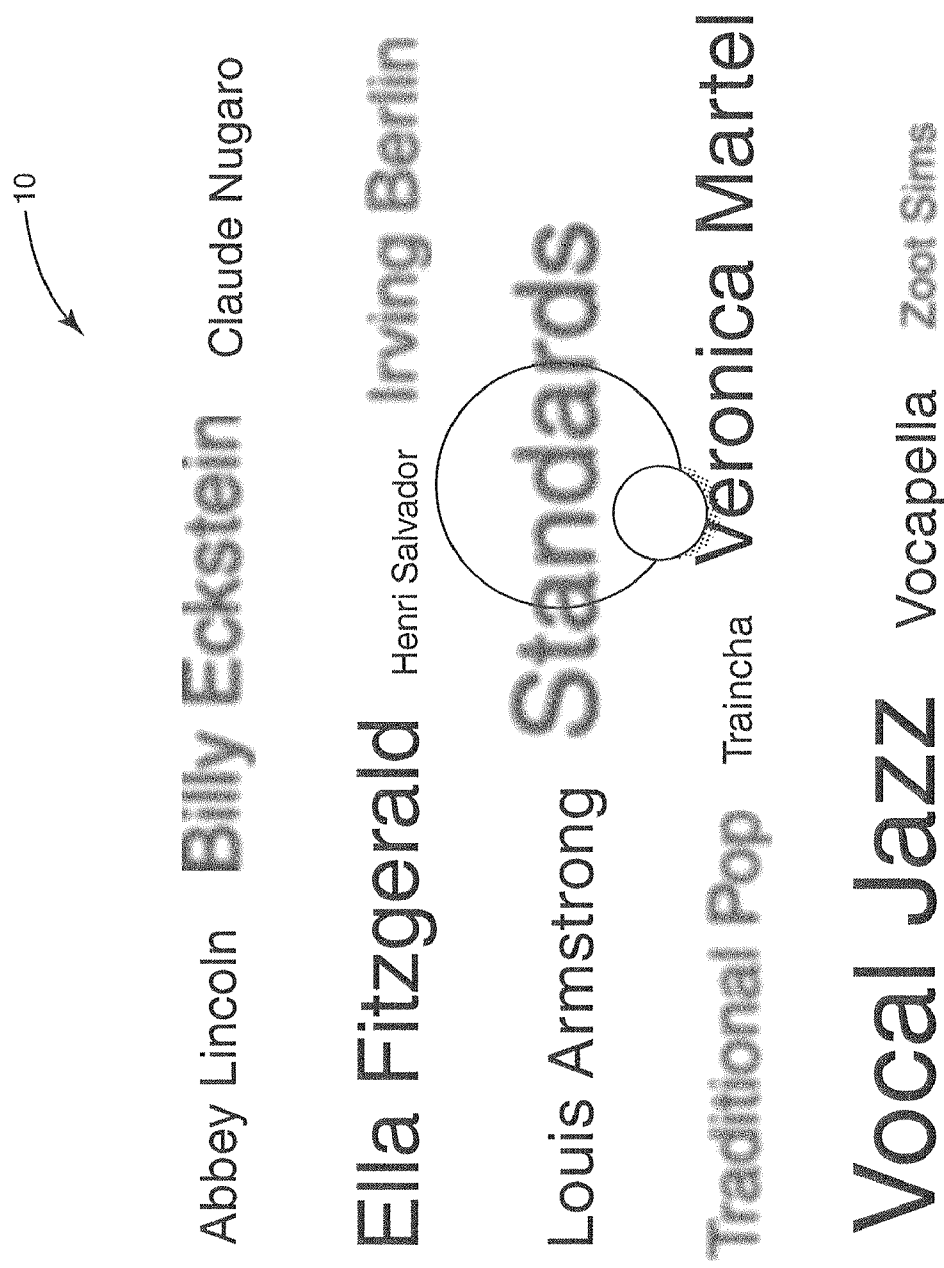 10
Abbey Lincoln Billy Eckstein Claude Nugaro
Ella Fitzgerald Henri Salvador Irving Berlin
Louis Armstrong Standards
Traditional Pop Traincha Veronica Martel
Vocal Jazz Vocapella Zoot Sims